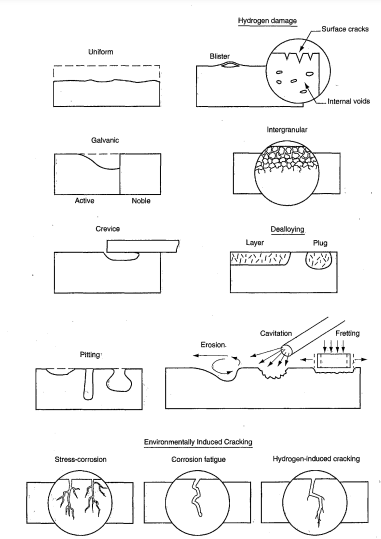 Hydrogen damage
Surface cracks
Uniform
Blister
Internal voids
Galvanic
Intergranular
Active
Noble
Crevice
Dealloying
Layer
Plug
Cavitation
Fretting
Erosion
Pitting
Environmentally Induced Cracking
Stress-corrosion
Corrosion fatigue
Hydrogen-induced cracking